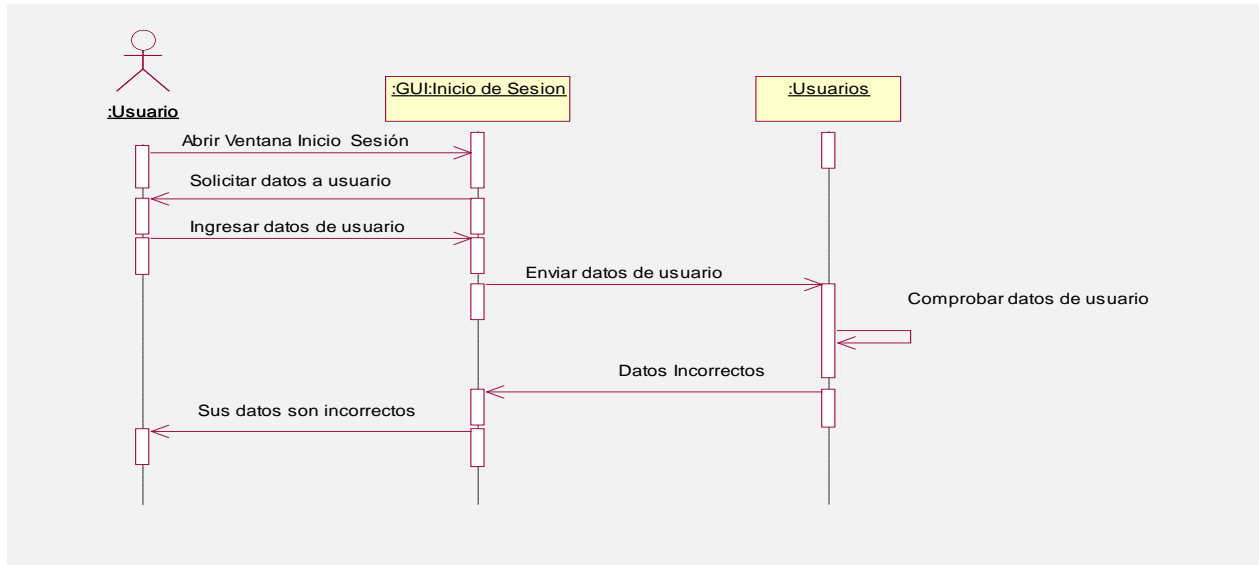 :Usuario
:GUI:Inicio de Sesion
:Usuarios
Abrir Ventana Inicio Sesión
Solicitar datos a usuario
Ingresar datos de usuario
Enviar datos de usuario
Comprobar datos de usuario
Datos Incorrectos
Sus datos son incorrectos